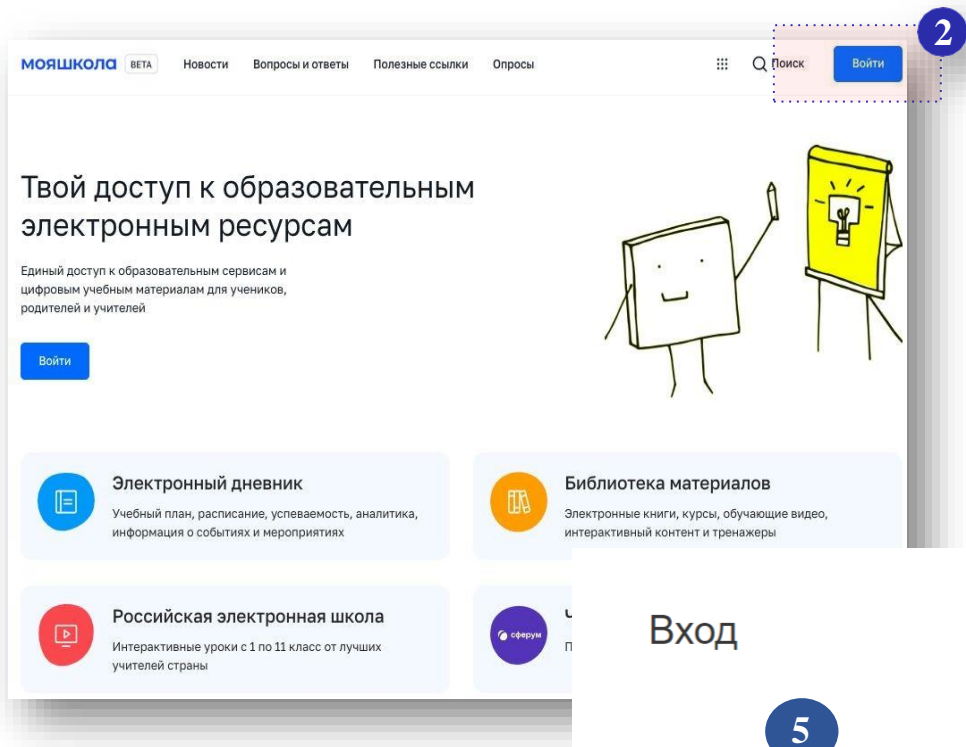 2
МОЯШКОЛА BETA Новости Вопросы и ответы Полезные ссылки Опросы Поиск Войти
Твой доступ к образовательным
электронным ресурсам
Единый доступ к образовательным сервисам и
цифровым учебным материалам для учеников,
родителей и учителей
Войти
Электронный дневник
Учебный план, расписание, успеваемость, аналитика,
информация о событиях и мероприятиях
Библиотека материалов
Электронные книги, курсы, обучающие видео,
интерактивный контент и тренажеры
Российская электронная школа
Интерактивные уроки с 1 по 11 класс от лучших
учителей страны
сферум
Вход
5